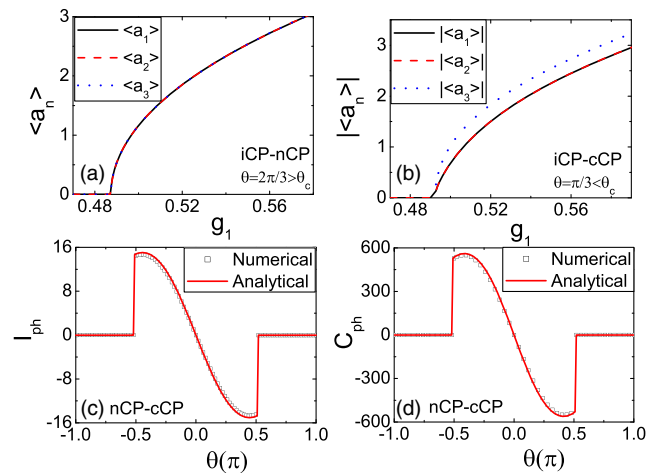 3
2
1
0
<a_n>
<a_1>
<a_2>
<a_3>
(a)
iCP-nCP
θ=2π/3>θ_c
0.48 0.52 0.56
g_1
3
2
1
0
|<a_n>|
|<a_1>|
|<a_2>|
|<a_3>|
(b)
iCP-cCP
θ=π/3<θ_c
0.48 0.52 0.56
g_1
16
8
0
-8
-16
I_ph
Numerical
Analytical
(c) nCP-cCP
-1.0 -0.5 0.0 0.5 1.0
θ(π)
600
300
0
-300
-600
C_ph
Numerical
Analytical
(d) nCP-cCP
-1.0 -0.5 0.0 0.5 1.0
θ(π)